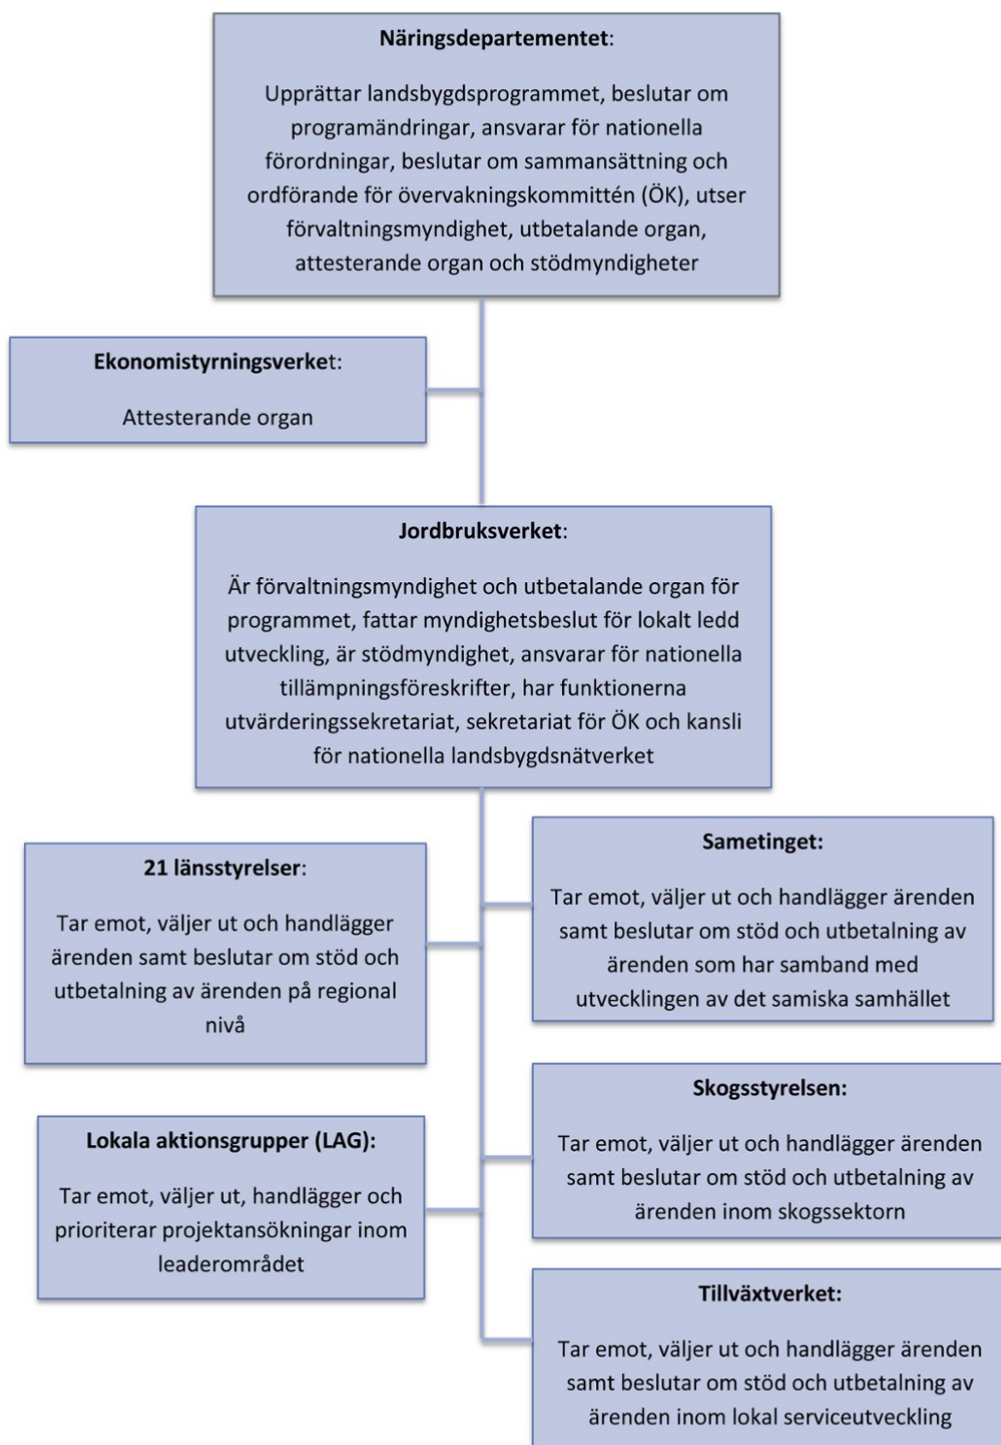 Näringsdepartementet:
Upprättar landsbygdsprogrammet, beslutar om
programändringar, ansvarar för nationella
förordningar, beslutar om sammansättning och
ordförande för övervakningskommittén (ÖK), utser
förvaltningsmyndighet, utbetalande organ,
attesterande organ och stödmyndigheter
Ekonomistyrningsverket:
Attesterande organ
Jordbruksverket:
Är förvaltningsmyndighet och utbetalande organ för
programmet, fattar myndighetsbeslut för lokalt ledd
utveckling, är stödmyndighet, ansvarar för nationella
tillämpningsföreskrifter, har funktionerna
utvärderingssekretariat, sekretariat för ÖK och kansli
för nationella landsbygdsnätverket
21 länsstyrelser:
Tar emot, väljer ut och handlägger
ärenden samt beslutar om stöd och
utbetalning av ärenden på regional
nivå
Sametinget:
Tar emot, väljer ut och handlägger ärenden
samt beslutar om stöd och utbetalning av
ärenden som har samband med
utvecklingen av det samiska samhället
Lokala aktionsgrupper (LAG):
Tar emot, väljer ut, handlägger och
prioriterar projektansökningar inom
leaderområdet
Skogsstyrelsen:
Tar emot, väljer ut och handlägger ärenden
samt beslutar om stöd och utbetalning av
ärenden inom skogssektorn
Tillväxtverket:
Tar emot, väljer ut och handlägger ärenden
samt beslutar om stöd och utbetalning av
ärenden inom lokal serviceutveckling